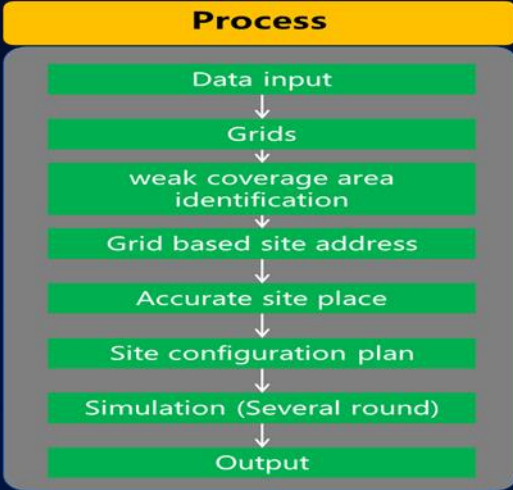 Process
Data input
Grids
weak coverage area
identification
Grid based site address
Accurate site place
Site configuration plan
Simulation (Several round)
Output